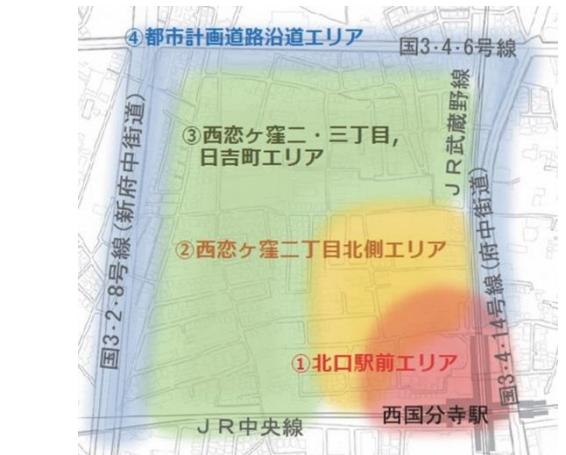 ④都市計画道路沿道エリア
国3・4・6号線
③西恋ヶ窪二・三丁目,
日吉町エリア
JR武蔵野線
国3・2・8号線(新府中街道)
②西恋ヶ窪二丁目北側エリア
国3・4・14号線(府中街道)
①北口駅前エリア
西国分寺駅
JR中央線